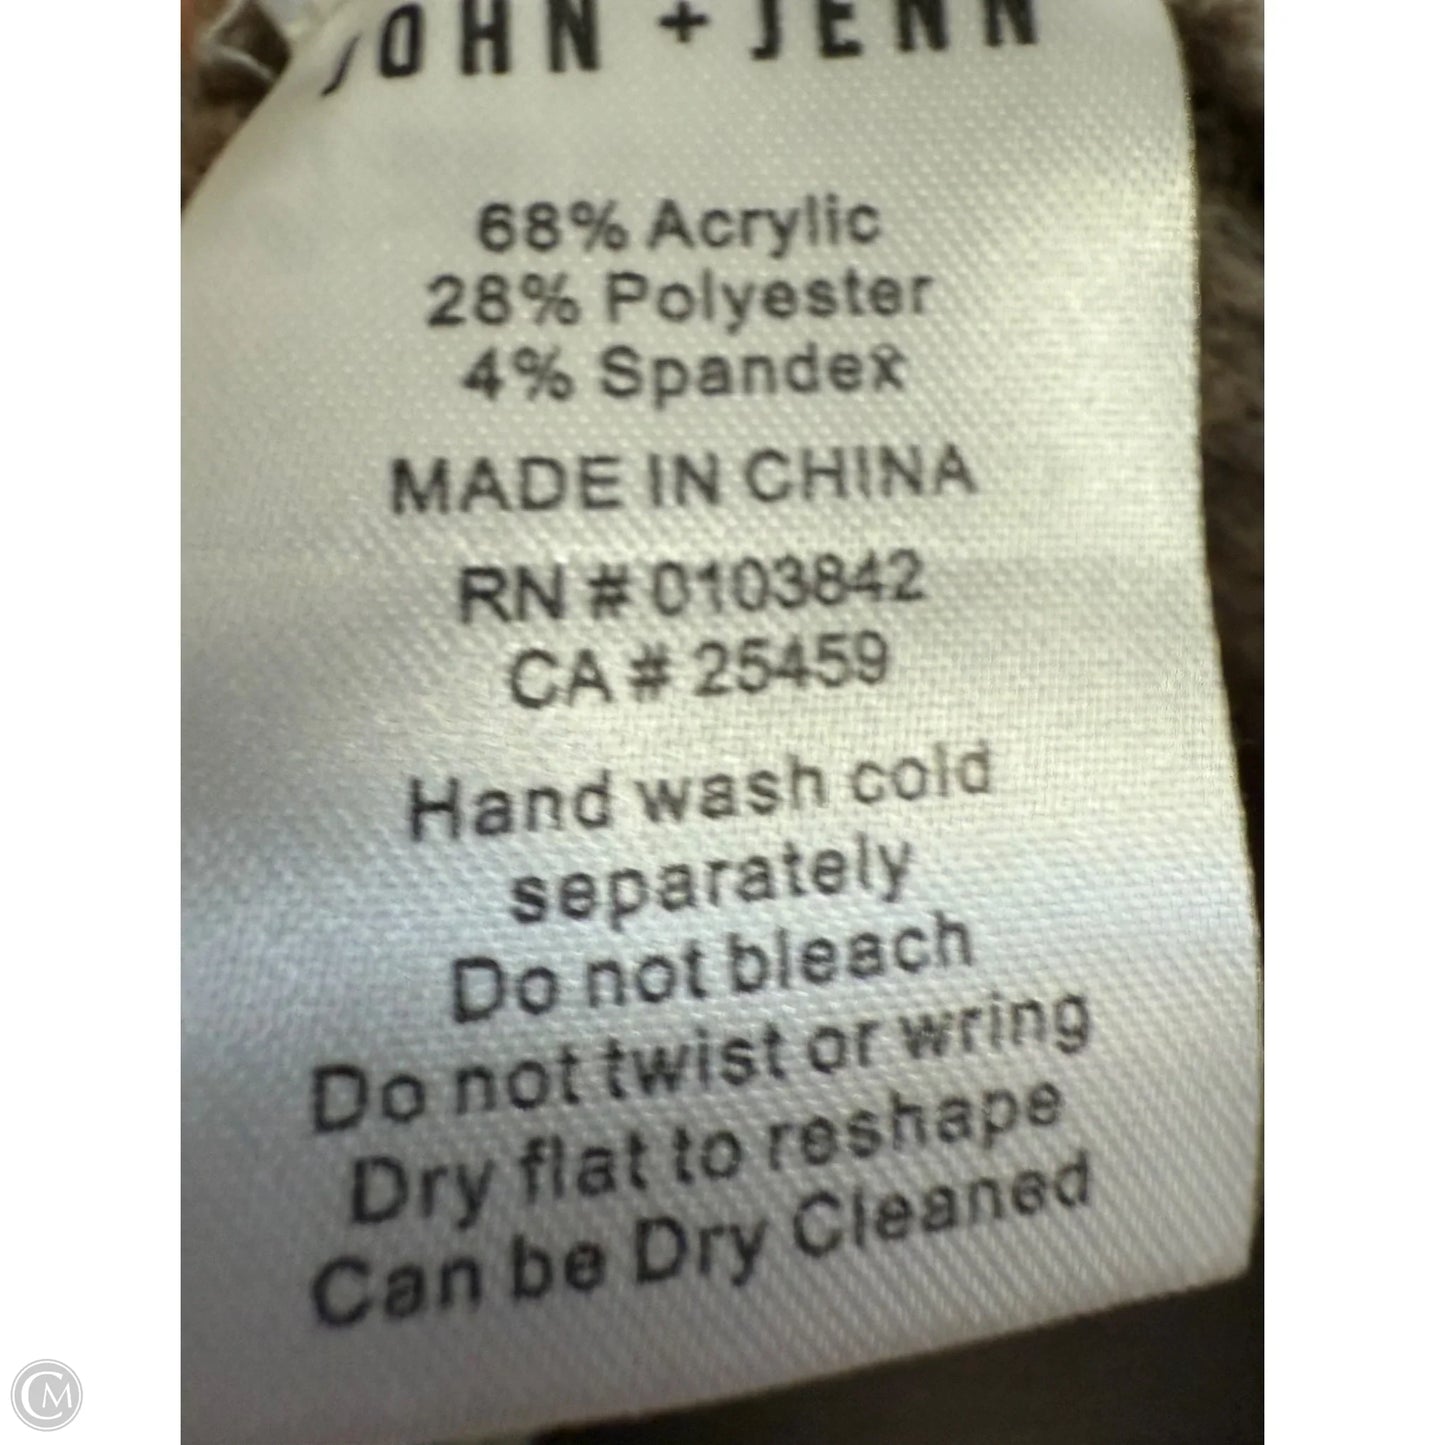 JOHN + JENN
68% Acrylic
28% Polyester
4% Spandex
MADE IN CHINA
RN # 0103842
CA # 25459
Hand wash cold
separately
Do not bleach
Do not twist or wring
Dry flat to reshape
Can be Dry Cleaned
CM